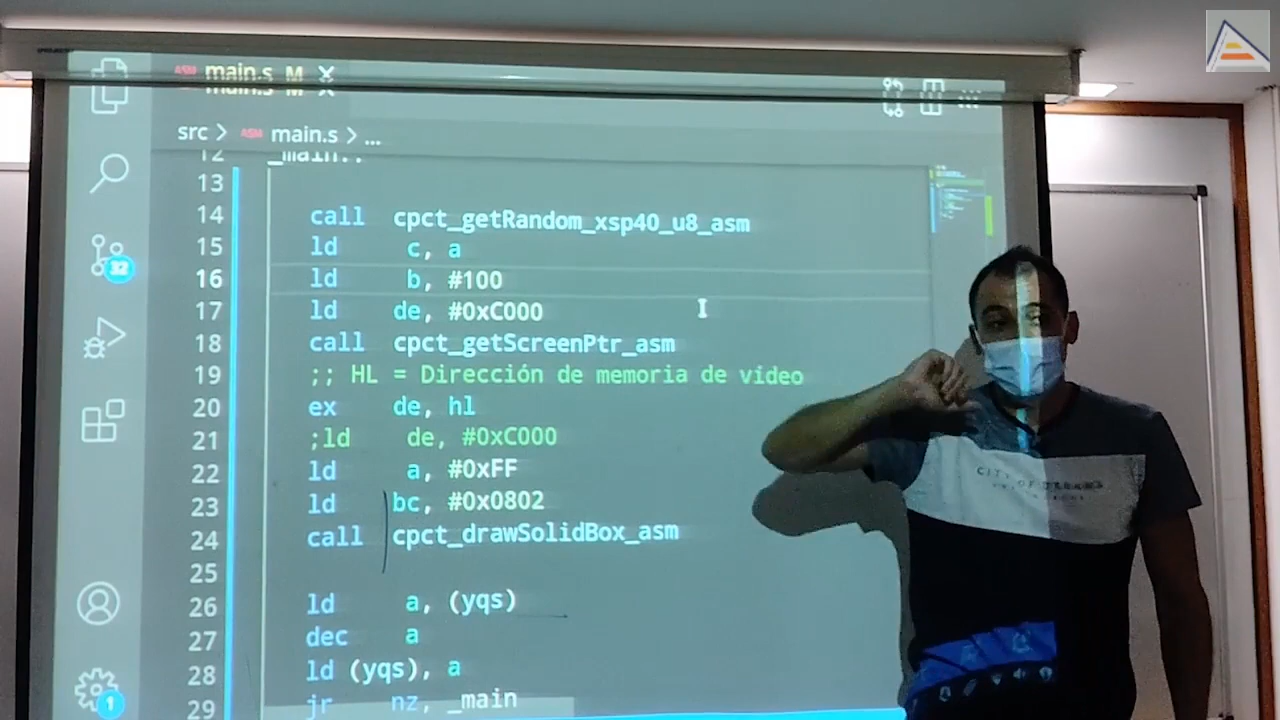 main.s M X
src > main.s > ...
12 _main::
13
14 call cpct_getRandom_xsp40_u8_asm
15 ld c, a
16 ld b, #100
17 ld de, #0xC000
18 call cpct_getScreenPtr_asm
19 ;; HL = Dirección de memoria de vídeo
20 ex de, hl
21 ;ld de, #0xC000
22 ld a, #0xFF
23 ld bc, #0x0802
24 call cpct_drawSolidBox_asm
25
26 ld a, (yqs)
27 dec a
28 ld (yqs), a
29 jr nz, _main
32
1
CITY OF DREAMS